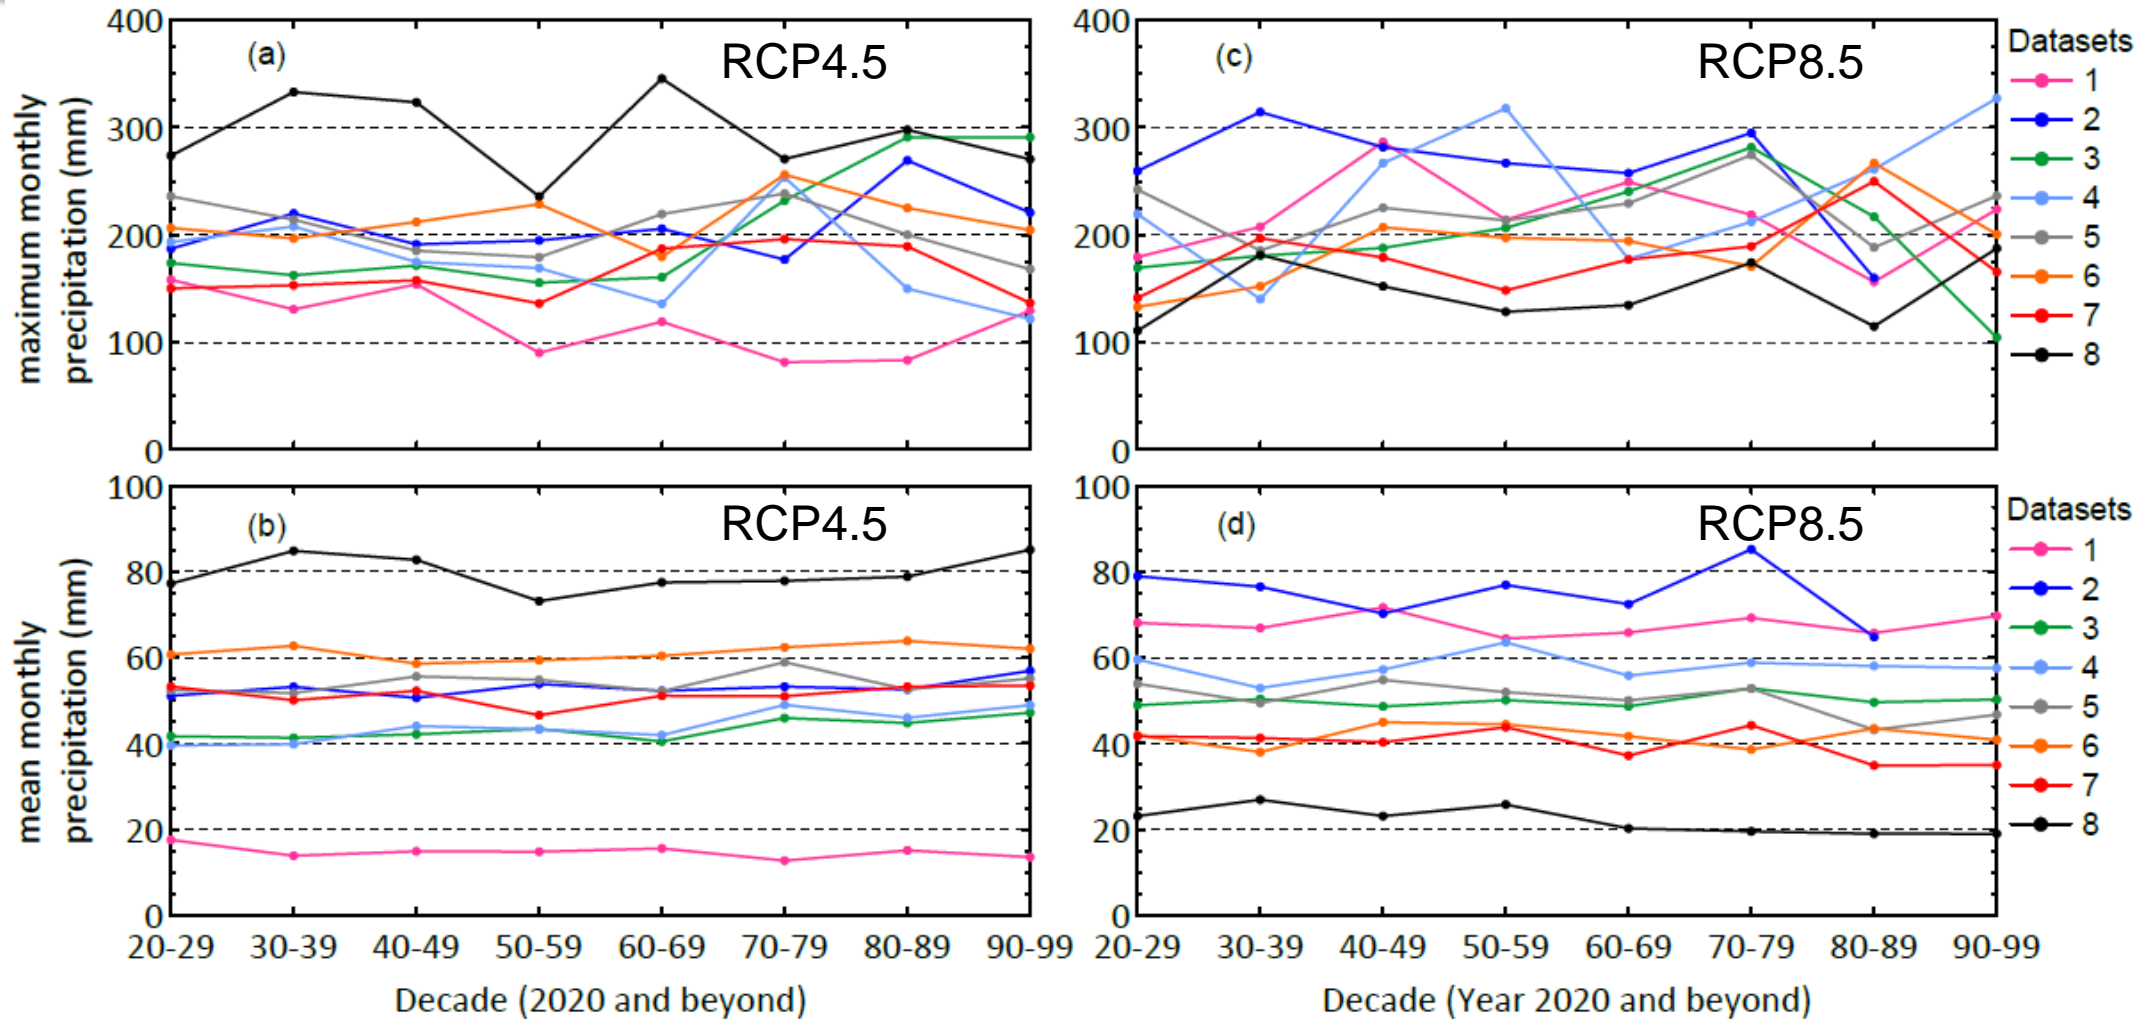 maximum monthly
precipitation (mm)
400
300
200
100
0
(a)
RCP4.5
400
300
200
100
0
(c)
RCP8.5
Datasets
1
2
3
4
5
6
7
8
mean monthly
precipitation (mm)
100
80
60
40
20
0
(b)
RCP4.5
20-29 30-39 40-49 50-59 60-69 70-79 80-89 90-99
Decade (2020 and beyond)
100
80
60
40
20
0
(d)
RCP8.5
20-29 30-39 40-49 50-59 60-69 70-79 80-89 90-99
Decade (Year 2020 and beyond)
Datasets
1
2
3
4
5
6
7
8